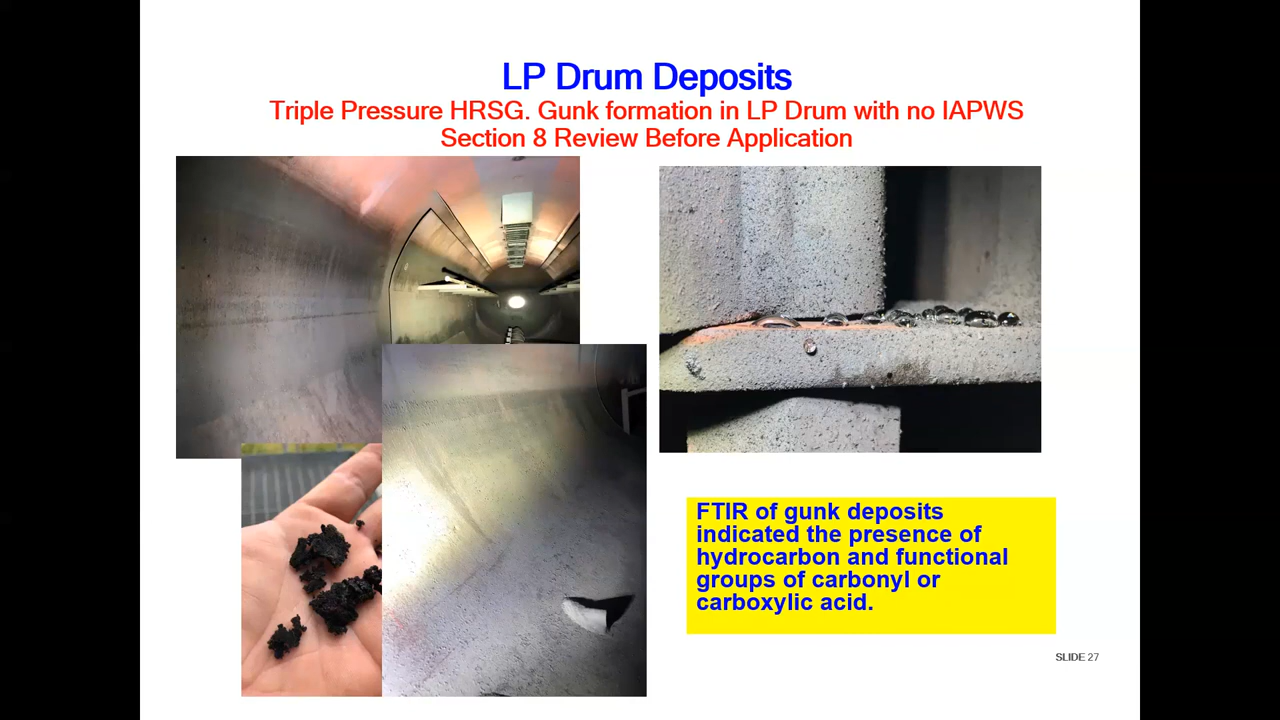 LP Drum Deposits
Triple Pressure HRSG. Gunk formation in LP Drum with no IAPWS
Section 8 Review Before Application
FTIR of gunk deposits
indicated the presence of
hydrocarbon and functional
groups of carbonyl or
carboxylic acid.
SLIDE 27